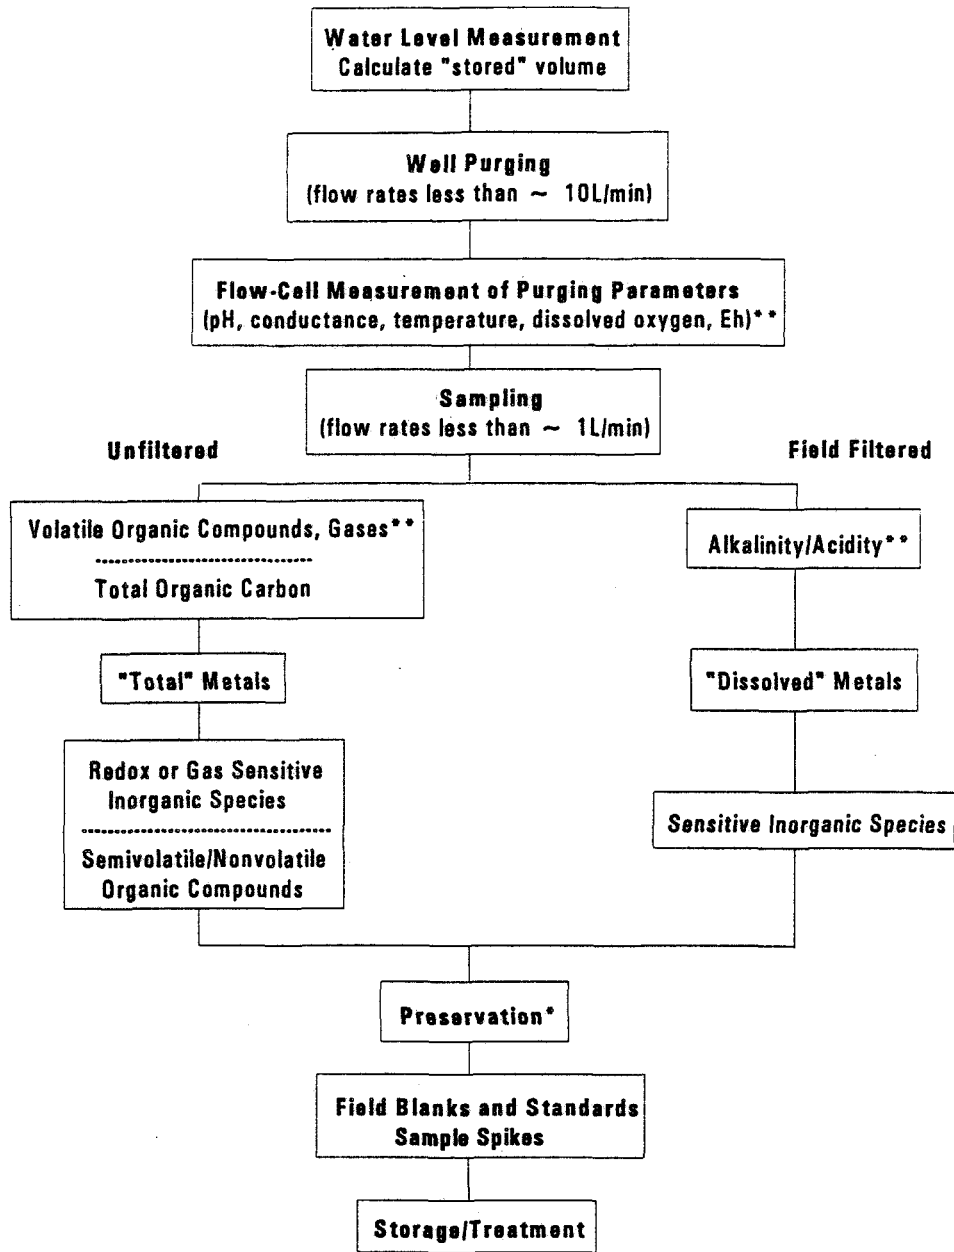 Water Level Measurement
Calculate "stored" volume
Well Purging
(flow rates less than ~ 10L/min)
Flow-Cell Measurement of Purging Parameters
(pH, conductance, temperature, dissolved oxygen, Eh)**
Sampling
(flow rates less than ~ 1L/min)
Unfiltered
Field Filtered
Volatile Organic Compounds, Gases**
Total Organic Carbon
Alkalinity/Acidity**
"Total" Metals
"Dissolved" Metals
Redox or Gas Sensitive
Inorganic Species
Semivolatile/Nonvolatile
Organic Compounds
Sensitive Inorganic Species
Preservation*
Field Blanks and Standards
Sample Spikes
Storage/Treatment